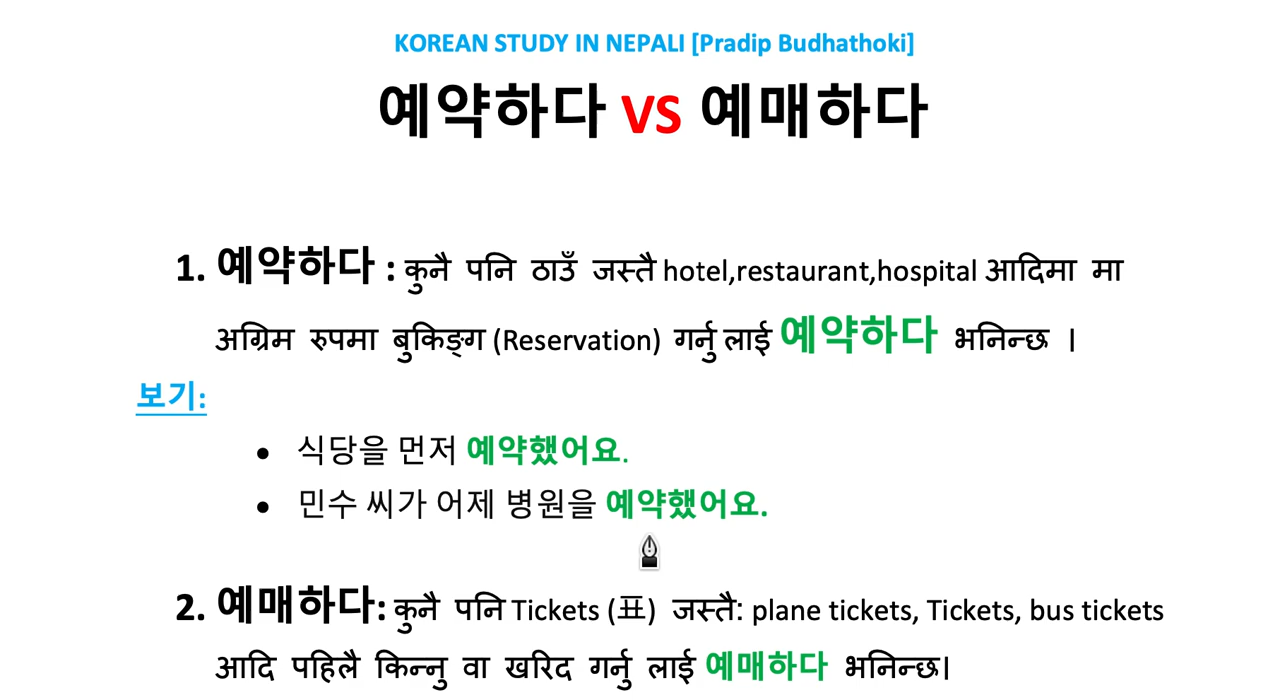 KOREAN STUDY IN NEPALI [Pradip Budhathoki]
예약하다 VS 예매하다
1. 예약하다 : कुनै पनि ठाउँ जस्तै hotel,restaurant,hospital आदिमा मा
अग्रिम रुपमा बुकिङ्ग (Reservation) गर्नु लाई 예약하다 भनिन्छ ।
보기:
• 식당을 먼저 예약했어요.
• 민수 씨가 어제 병원을 예약했어요.
2. 예매하다: कुनै पनि Tickets (표) जस्तै: plane tickets, Tickets, bus tickets
आदि पहिलै किन्नु वा खरिद गर्नु लाई 예매하다 भनिन्छ।